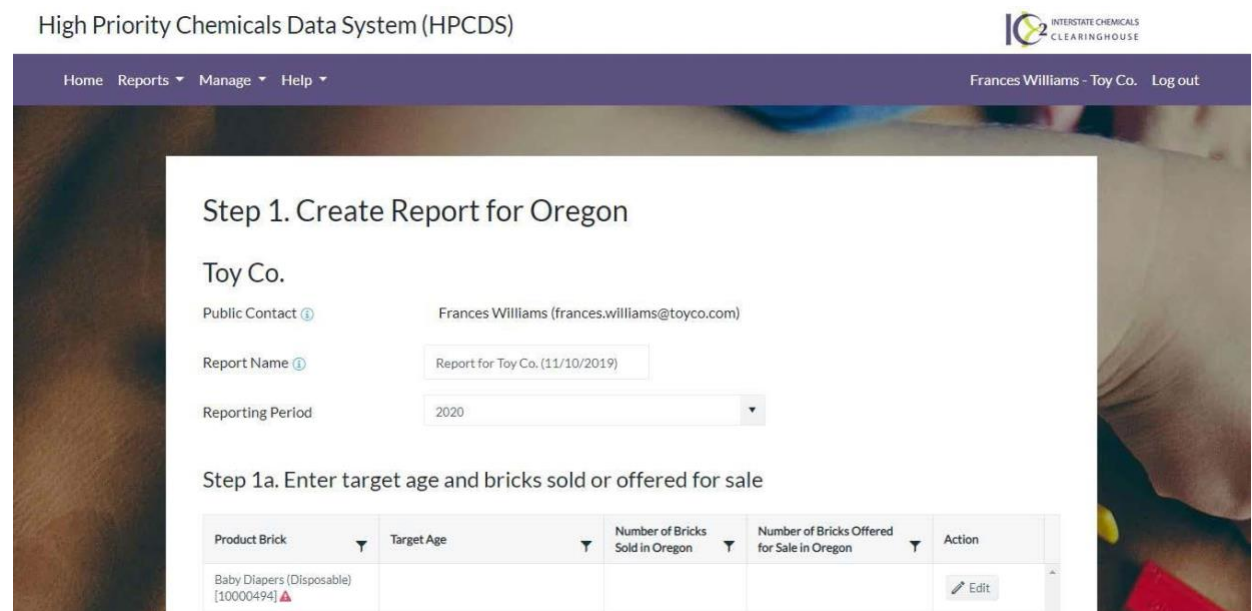 High Priority Chemicals Data System (HPCDS)
INTERSTATE CHEMICALS
CLEARINGHOUSE
IC2
Home Reports Manage Help Frances Williams - Toy Co. Log out
Step 1. Create Report for Oregon
Toy Co.
Public Contact Frances Williams (frances.williams@toyco.com)
Report Name Report for Toy Co. (11/10/2019)
Reporting Period 2020
Step 1a. Enter target age and bricks sold or offered for sale
Product Brick Target Age Number of Bricks Sold in Oregon Number of Bricks Offered for Sale in Oregon Action
Baby Diapers (Disposable)
[10000494] Edit